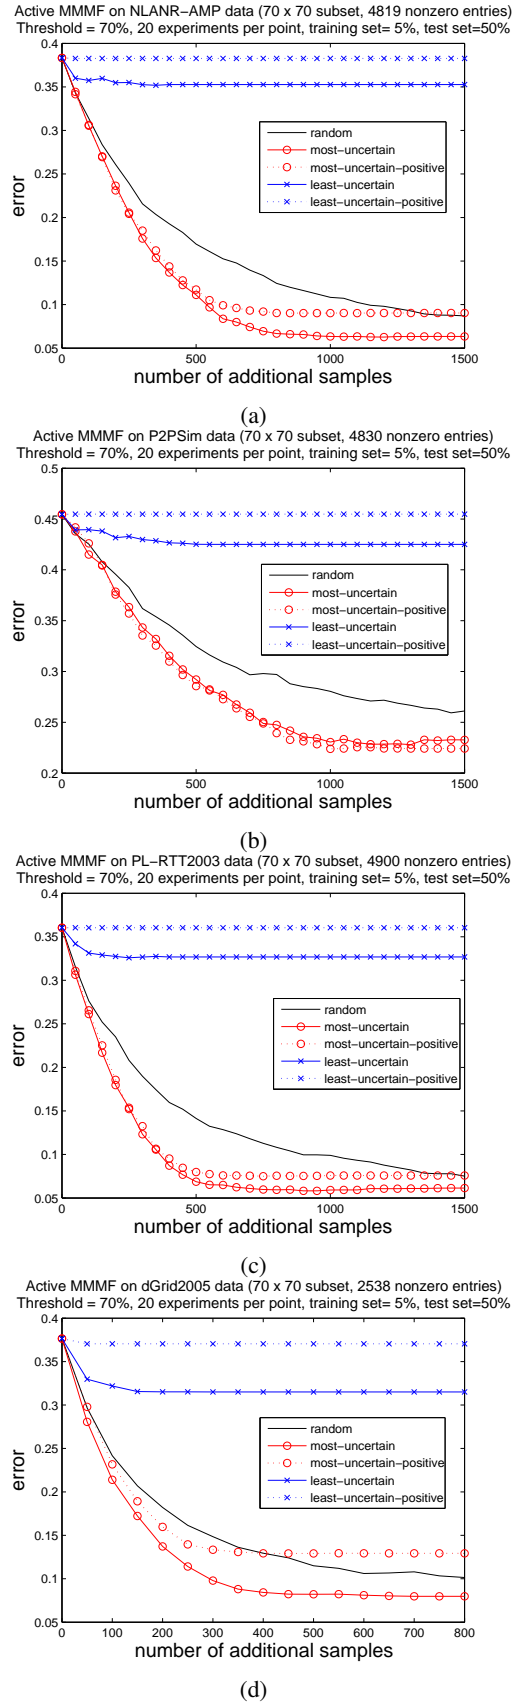 Active MMMF on NLANR−AMP data (70 x 70 subset, 4819 nonzero entries)
Threshold = 70%, 20 experiments per point, training set= 5%, test set=50%
0.4
0.35
0.3
0.25
0.2
0.15
0.1
0.05
error
random
most−uncertain
most−uncertain−positive
least−uncertain
least−uncertain−positive
0
500
1000
1500
number of additional samples
(a)
Active MMMF on P2PSim data (70 x 70 subset, 4830 nonzero entries)
Threshold = 70%, 20 experiments per point, training set= 5%, test set=50%
0.5
0.45
0.4
0.35
0.3
0.25
0.2
error
random
most−uncertain
most−uncertain−positive
least−uncertain
least−uncertain−positive
0
500
1000
1500
number of additional samples
(b)
Active MMMF on PL−RTT2003 data (70 x 70 subset, 4900 nonzero entries)
Threshold = 70%, 20 experiments per point, training set= 5%, test set=50%
0.4
0.35
0.3
0.25
0.2
0.15
0.1
0.05
error
random
most−uncertain
most−uncertain−positive
least−uncertain
least−uncertain−positive
0
500
1000
1500
number of additional samples
(c)
Active MMMF on dGrid2005 data (70 x 70 subset, 2538 nonzero entries)
Threshold = 70%, 20 experiments per point, training set= 5%, test set=50%
0.4
0.35
0.3
0.25
0.2
0.15
0.1
0.05
error
random
most−uncertain
most−uncertain−positive
least−uncertain
least−uncertain−positive
0
100
200
300
400
500
600
700
800
number of additional samples
(d)